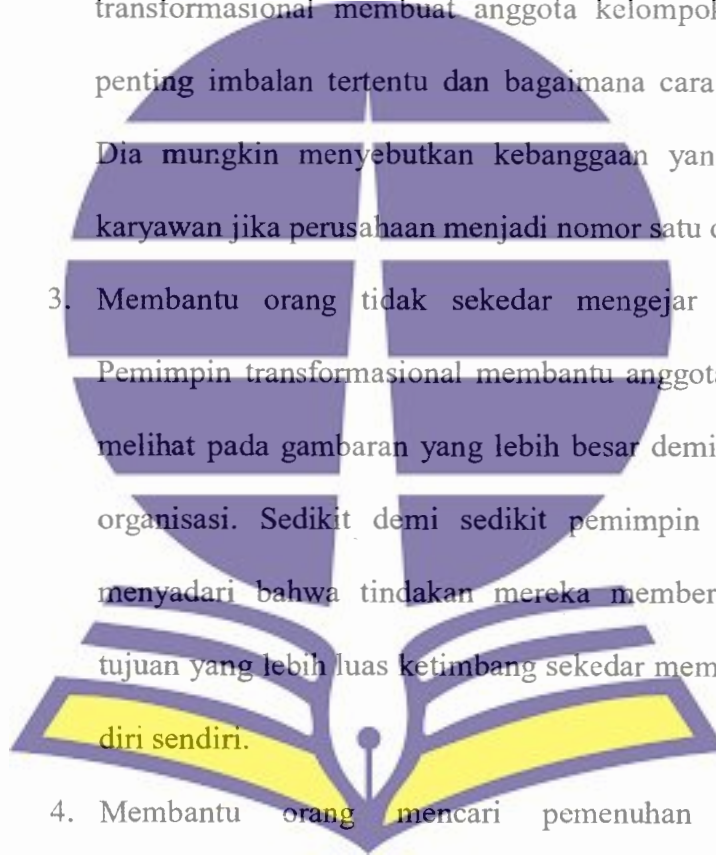 transformasional membuat anggota kelompok
penting imbalan tertentu dan bagaimana cara
Dia mungkin menyebutkan kebanggaan yan
karyawan jika perusahaan menjadi nomor satu
3. Membantu orang tidak sekedar mengejar
Pemimpin transformasional membantu anggota
melihat pada gambaran yang lebih besar demi
organisasi. Sedikit demi sedikit pemimpin
menyadari bahwa tindakan mereka member
tujuan yang lebih luas ketimbang sekedar mem
diri sendiri.
4. Membantu orang mencari pemenuhan